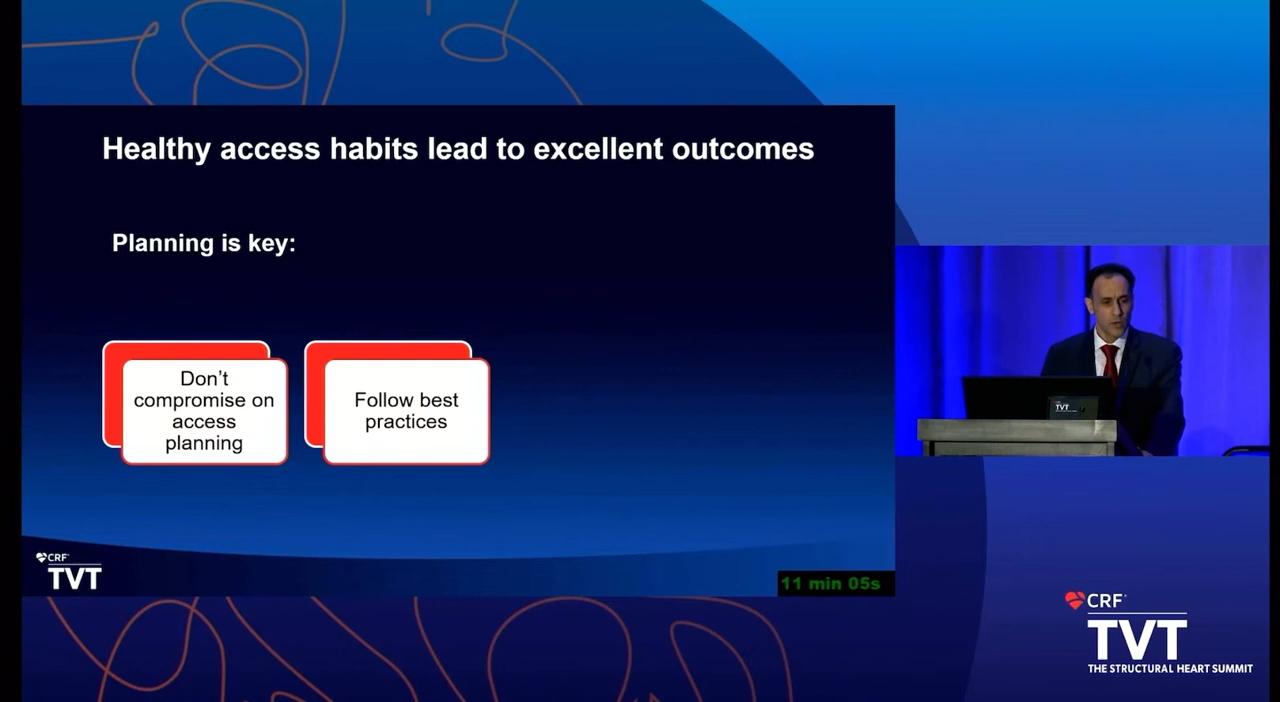 Healthy access habits lead to excellent outcomes
Planning is key:
Don't
compromise on
access
planning
Follow best
practices
CRF
TVT
11 min 05s
TVT
CRF
TVT
THE STRUCTURAL HEART SUMMIT